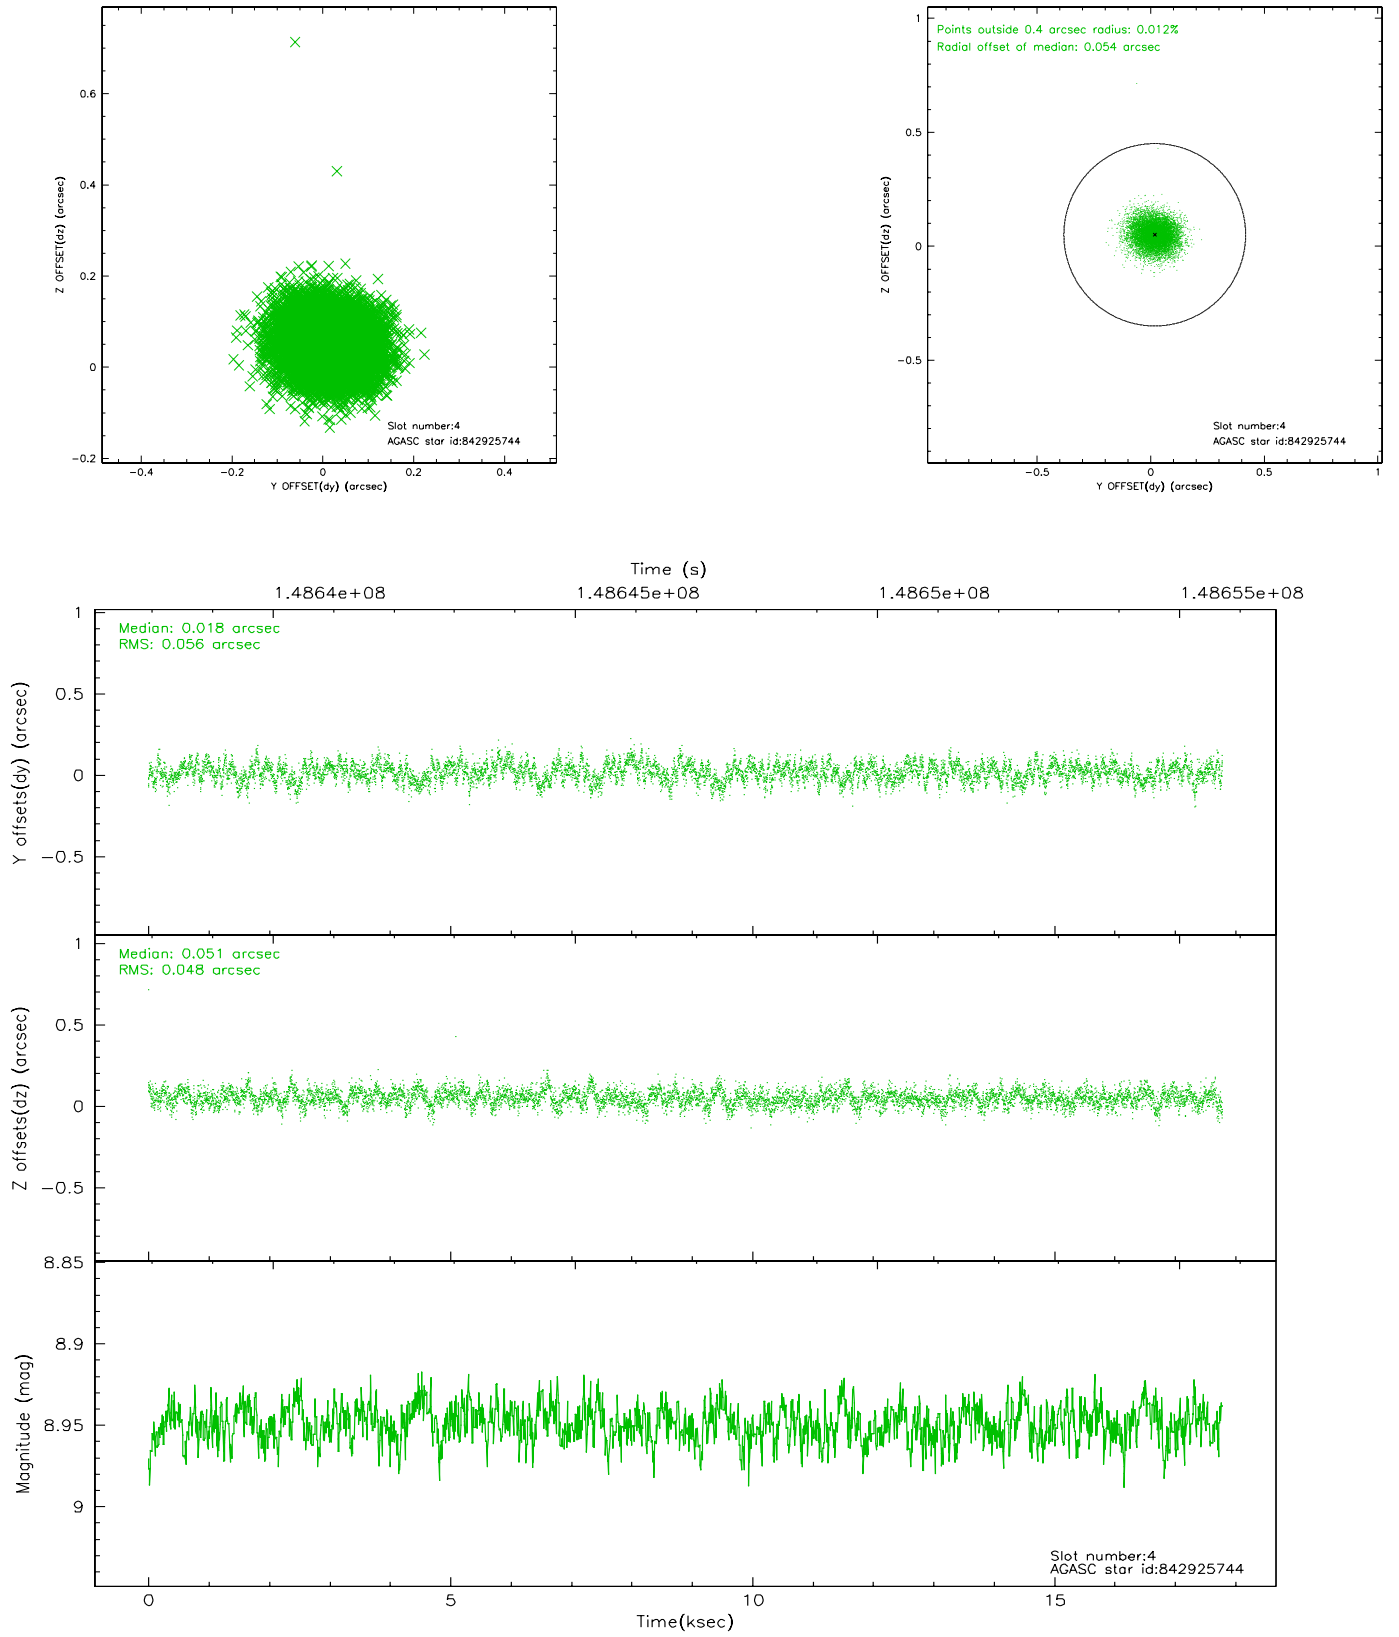 0.6
0.4
0.2
0
−0.2
−0.4
−0.2
0
0.2
0.4
Z OFFSET(dz) (arcsec)
Y OFFSET(dy) (arcsec)
Slot number:4
AGASC star id:842925744
Points outside 0.4 arcsec radius: 0.012%
Radial offset of median: 0.054 arcsec
1
0.5
0
−0.5
−0.5
0
0.5
1
Z OFFSET(dz) (arcsec)
Y OFFSET(dy) (arcsec)
Slot number:4
AGASC star id:842925744
Time (s)
1.4864e+08
1.48645e+08
1.4865e+08
1.48655e+08
Median: 0.018 arcsec
RMS: 0.056 arcsec
1
0.5
0
−0.5
Y offsets(dy) (arcsec)
Median: 0.051 arcsec
RMS: 0.048 arcsec
1
0.5
0
−0.5
Z offsets(dz) (arcsec)
8.85
8.9
8.95
9
Magnitude (mag)
Slot number:4
AGASC star id:842925744
0
5
10
15
Time(ksec)